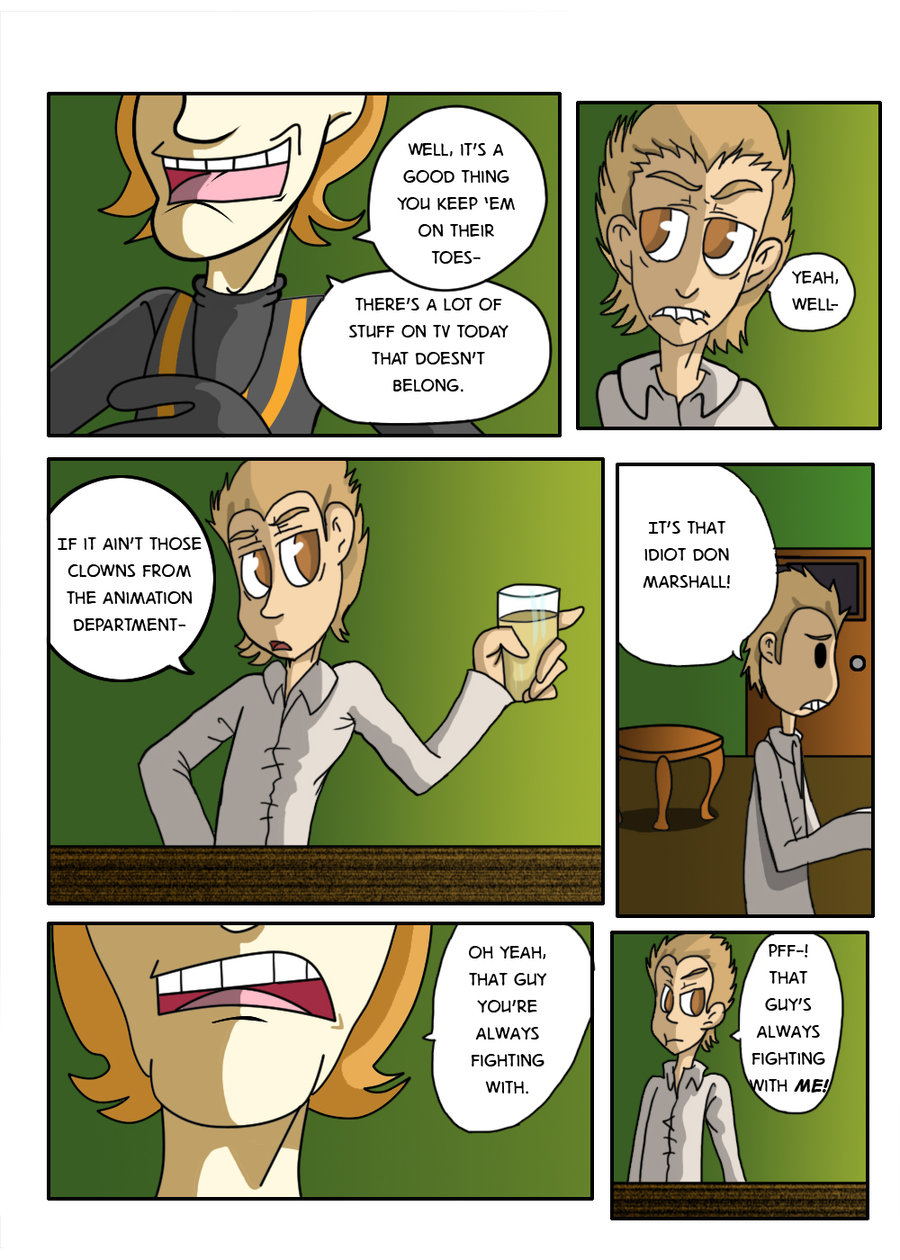 WELL, IT'S A
GOOD THING
YOU KEEP 'EM
ON THEIR
TOES-
THERE'S A LOT OF
STUFF ON TV TODAY
THAT DOESN'T
BELONG.
YEAH,
WELL-
IF IT AIN'T THOSE
CLOWNS FROM
THE ANIMATION
DEPARTMENT-
IT'S THAT
IDIOT DON
MARSHALL!
OH YEAH,
THAT GUY
YOU'RE
ALWAYS
FIGHTING
WITH.
PFF-!
THAT
GUY'S
ALWAYS
FIGHTING
WITH ME!